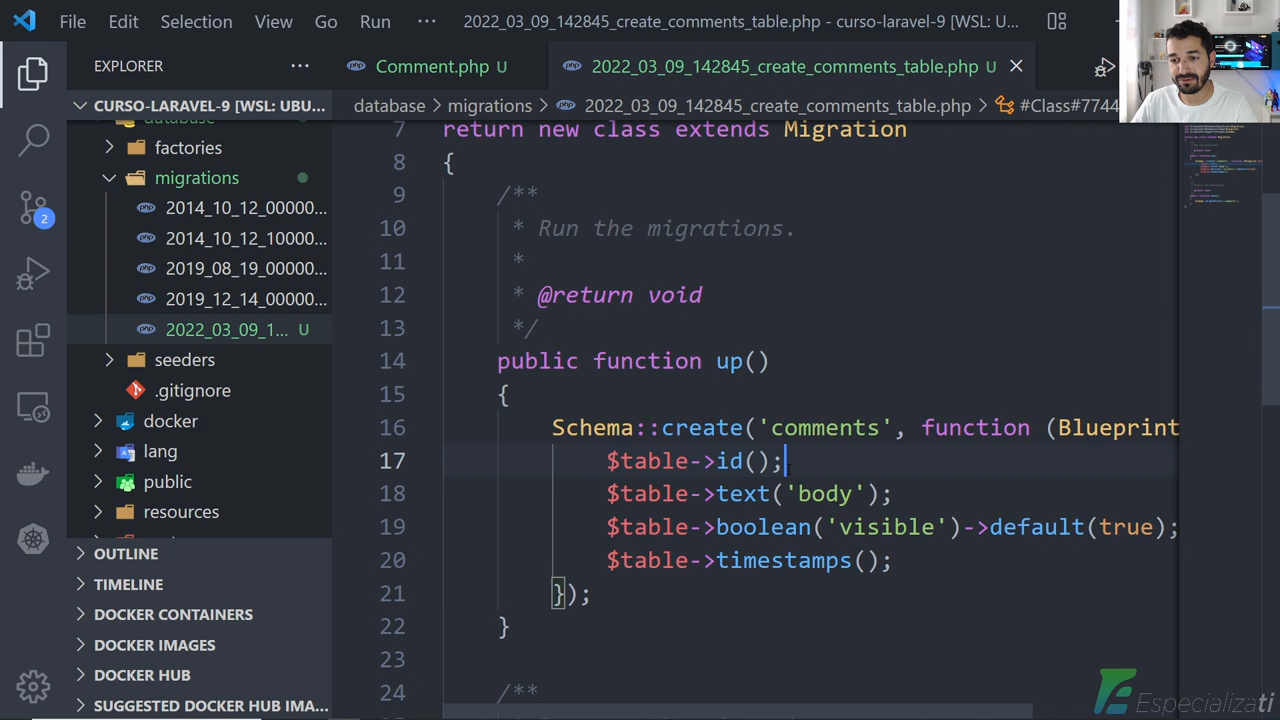 File Edit Selection View Go Run ··· 2022_03_09_142845_create_comments_table.php - curso-laravel-9 [WSL: U...
EXPLORER ···
Comment.php U
2022_03_09_142845_create_comments_table.php U
CURSO-LARAVEL-9 [WSL: UBU...
database > migrations > 2022_03_09_142845_create_comments_table.php > #Class#7744
database
factories
migrations
2014_10_12_00000...
2014_10_12_10000...
2019_08_19_00000...
2019_12_14_00000...
2022_03_09_1... U
seeders
.gitignore
docker
lang
public
resources
OUTLINE
TIMELINE
DOCKER CONTAINERS
DOCKER IMAGES
DOCKER HUB
SUGGESTED DOCKER HUB IMA...
2
7 return new class extends Migration
8 {
9 /**
10 * Run the migrations.
11 *
12 * @return void
13 */
14 public function up()
15 {
16 Schema::create('comments', function (Blueprint
17 $table->id();
18 $table->text('body');
19 $table->boolean('visible')->default(true);
20 $table->timestamps();
21 });
22 }
23
24 /**
Especializati